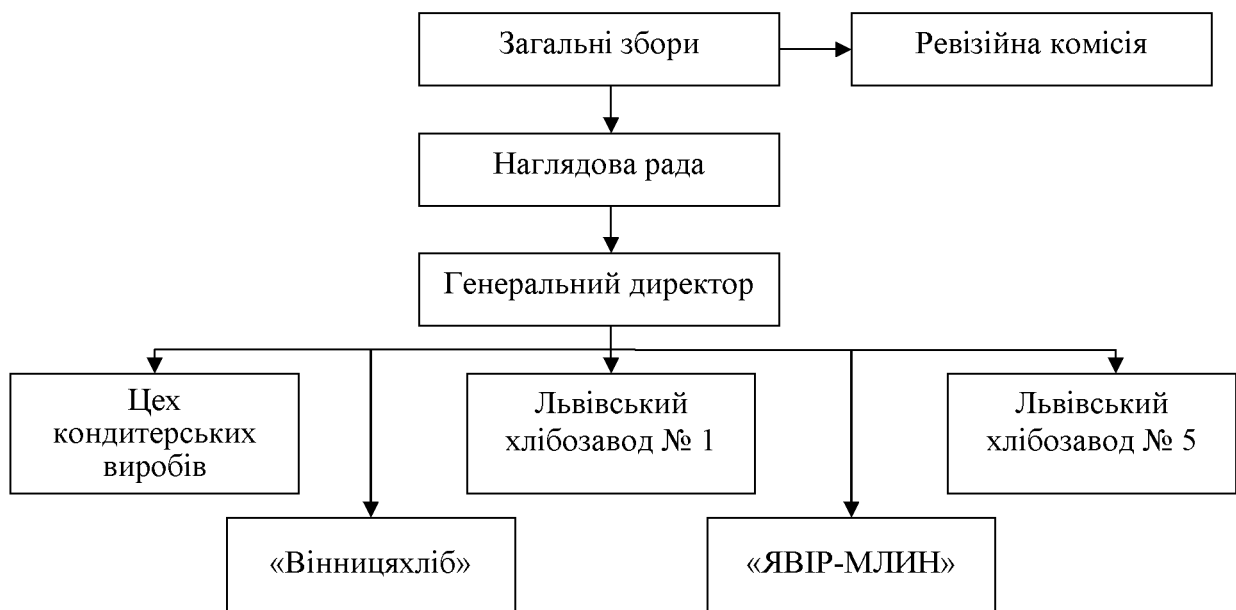 Загальні збори
Ревізійна комісія
Наглядова рада
Генеральний директор
Цех
кондитерських
виробів
Львівський
хлібозавод № 1
Львівський
хлібозавод № 5
«Вінницяхліб»
«ЯВІР-МЛИН»